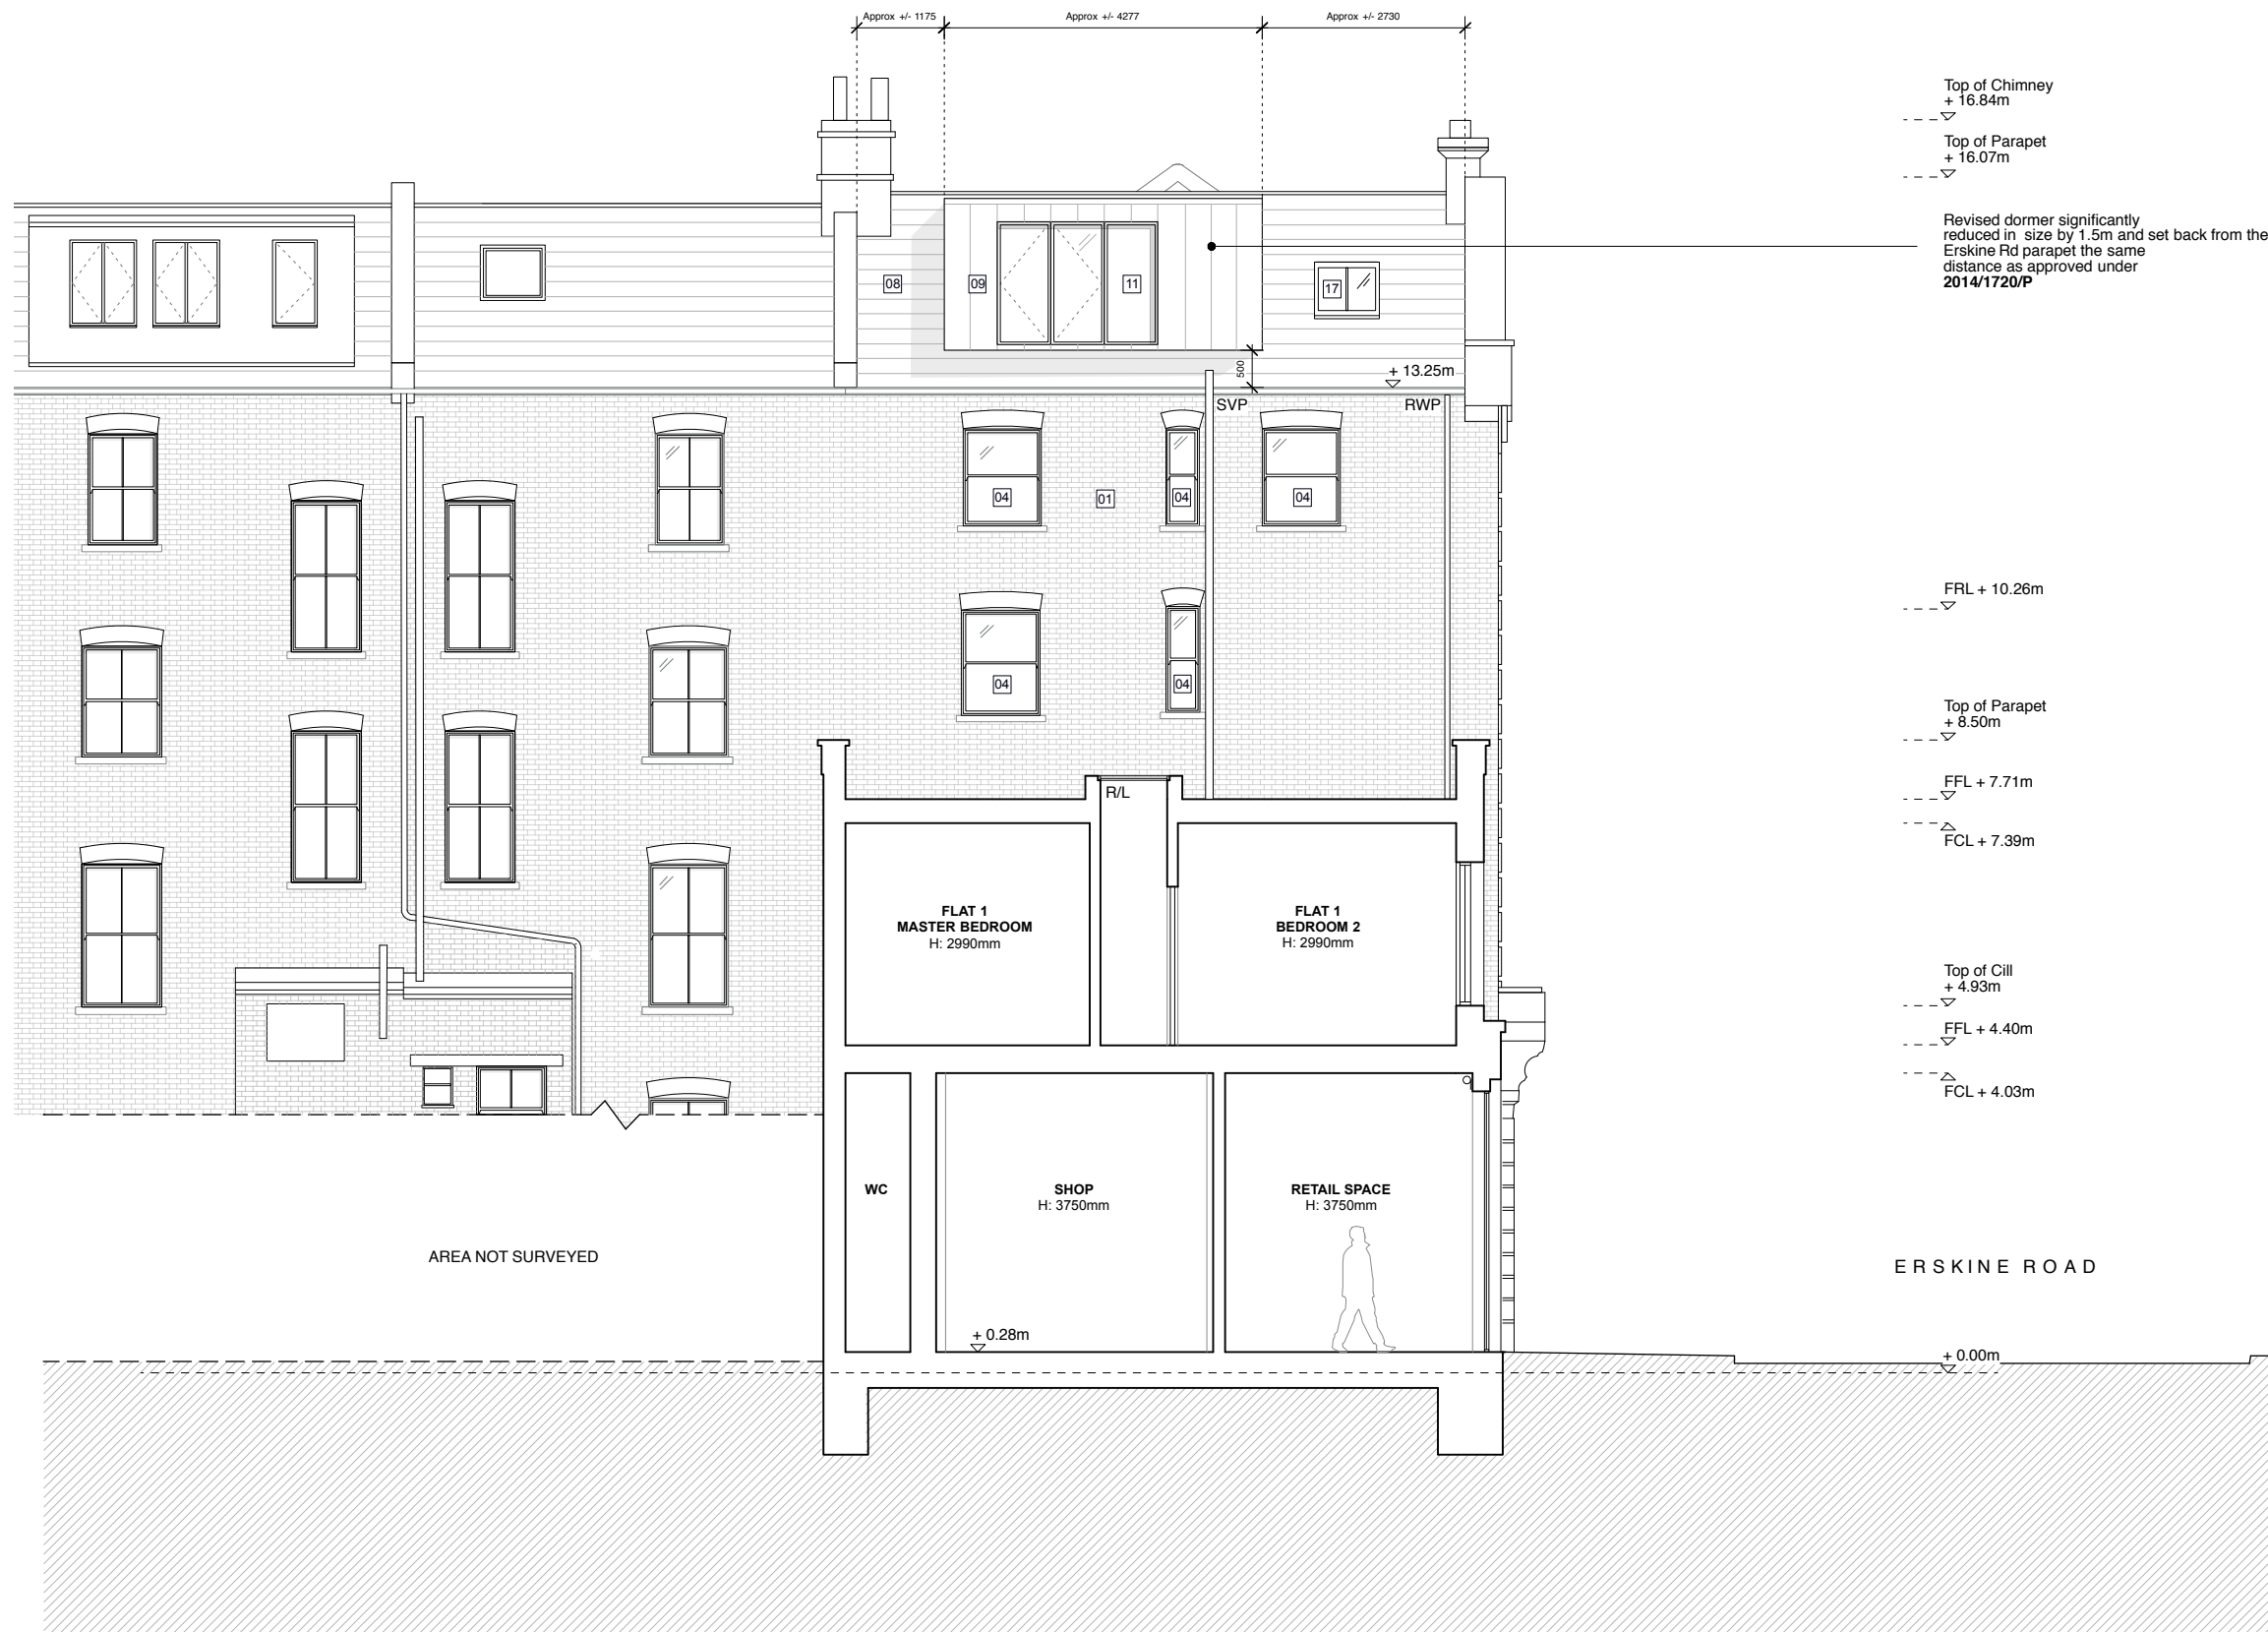 Approx +/- 1175
Approx +/- 4277
Approx +/- 2730
Top of Chimney
+ 16.84m
Top of Parapet
+ 16.07m
Revised dormer significantly
reduced in size by 1.5m and set back from the
Erskine Rd parapet the same
distance as approved under
2014/1720/P
08
09
11
17
500
+ 13.25m
SVP
RWP
04
01
04
04
FRL + 10.26m
04
04
Top of Parapet
+ 8.50m
FFL + 7.71m
R/L
FCL + 7.39m
FLAT 1
MASTER BEDROOM
H: 2990mm
FLAT 1
BEDROOM 2
H: 2990mm
Top of Cill
+ 4.93m
FFL + 4.40m
FCL + 4.03m
WC
SHOP
H: 3750mm
RETAIL SPACE
H: 3750mm
AREA NOT SURVEYED
ERSKINE ROAD
+ 0.28m
+ 0.00m